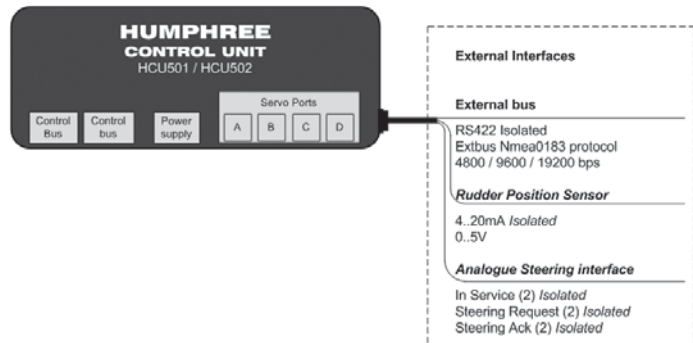 HUMPHREE
CONTROL UNIT
HCU501 / HCU502
Control
Bus
Control
bus
Power
supply
Servo Ports
A
B
C
D
External Interfaces
External bus
RS422 Isolated
Extbus Nmea0183 protocol
4800 / 9600 / 19200 bps
Rudder Position Sensor
4..20mA Isolated
0..5V
Analogue Steering interface
In Service (2) Isolated
Steering Request (2) Isolated
Steering Ack (2) Isolated